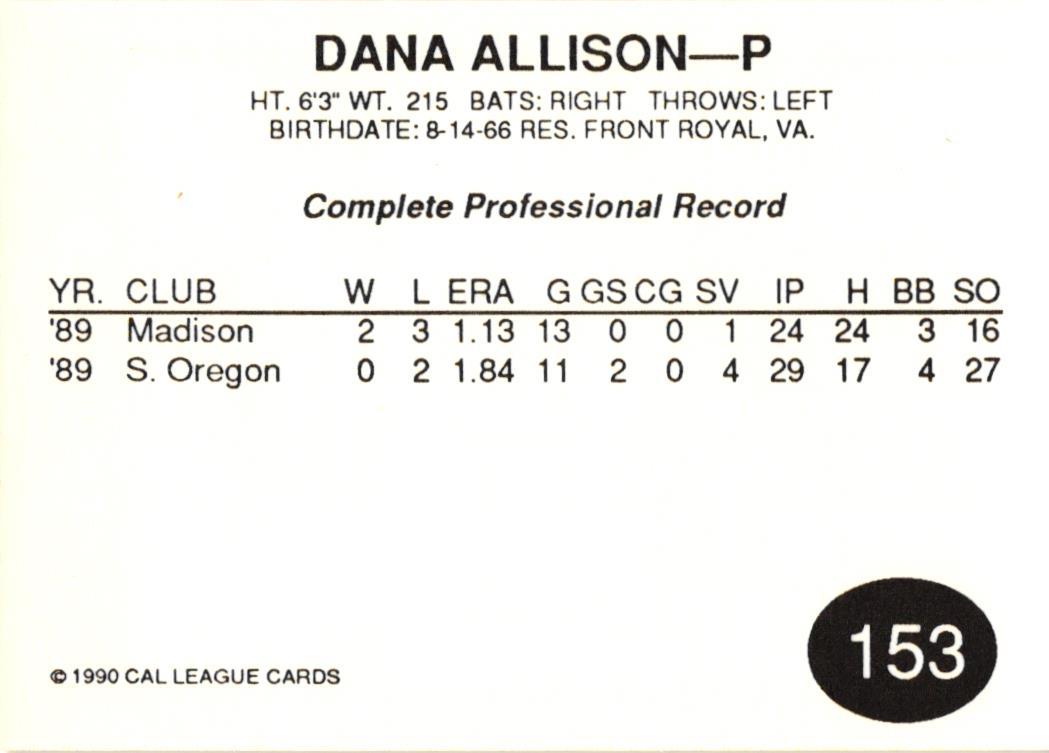 DANA ALLISON—P
HT. 6'3" WT. 215 BATS: RIGHT THROWS: LEFT
BIRTHDATE: 8-14-66 RES. FRONT ROYAL, VA.
Complete Professional Record
YR. CLUB W L ERA G GS CG SV IP H BB SO
'89 Madison 2 3 1.13 13 0 0 1 24 24 3 16
'89 S. Oregon 0 2 1.84 11 2 0 4 29 17 4 27
153
© 1990 CAL LEAGUE CARDS